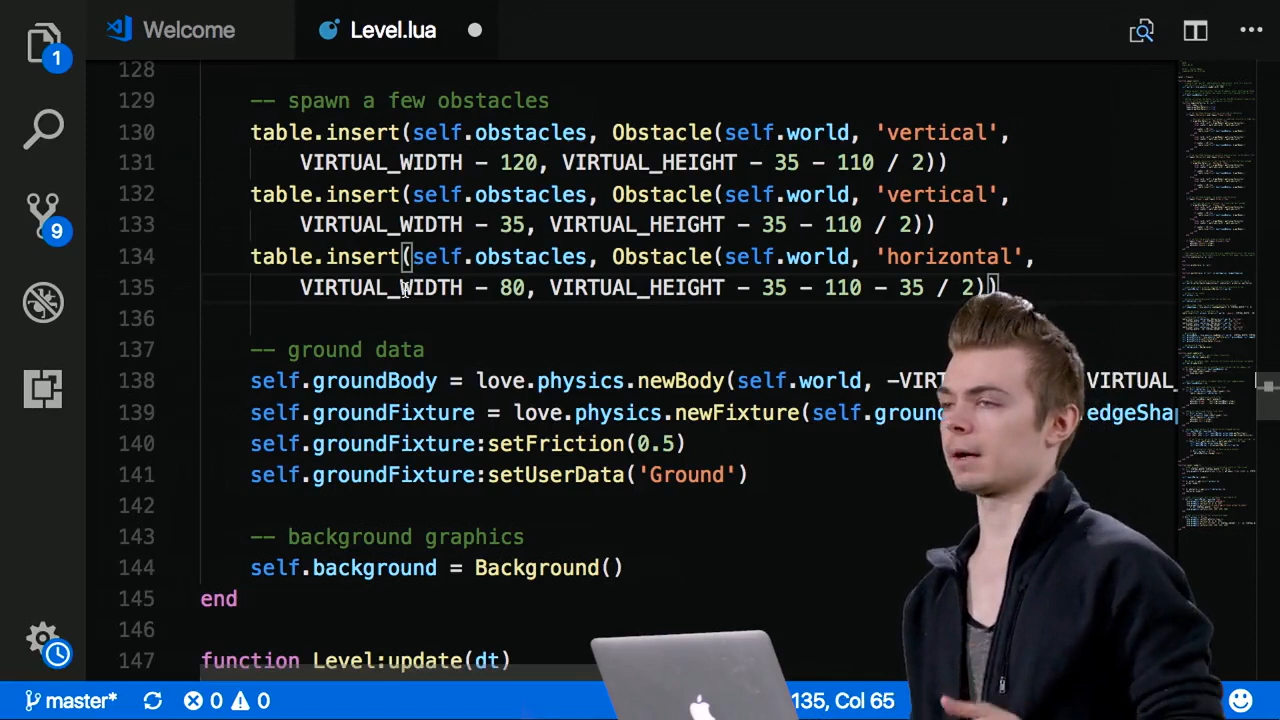 Welcome
Level.lua
1
9
128
129 -- spawn a few obstacles
130 table.insert(self.obstacles, Obstacle(self.world, 'vertical',
131 VIRTUAL_WIDTH - 120, VIRTUAL_HEIGHT - 35 - 110 / 2))
132 table.insert(self.obstacles, Obstacle(self.world, 'vertical',
133 VIRTUAL_WIDTH - 35, VIRTUAL_HEIGHT - 35 - 110 / 2))
134 table.insert(self.obstacles, Obstacle(self.world, 'horizontal',
135 VIRTUAL_WIDTH - 80, VIRTUAL_HEIGHT - 35 - 110 - 35 / 2))
136
137 -- ground data
138 self.groundBody = love.physics.newBody(self.world, -VIRT VIRTUAL_
139 self.groundFixture = love.physics.newFixture(self.ground edgeShap
140 self.groundFixture:setFriction(0.5)
141 self.groundFixture:setUserData('Ground')
142
143 -- background graphics
144 self.background = Background()
145 end
146
147 function Level:update(dt)
master* 0 0 135, Col 65